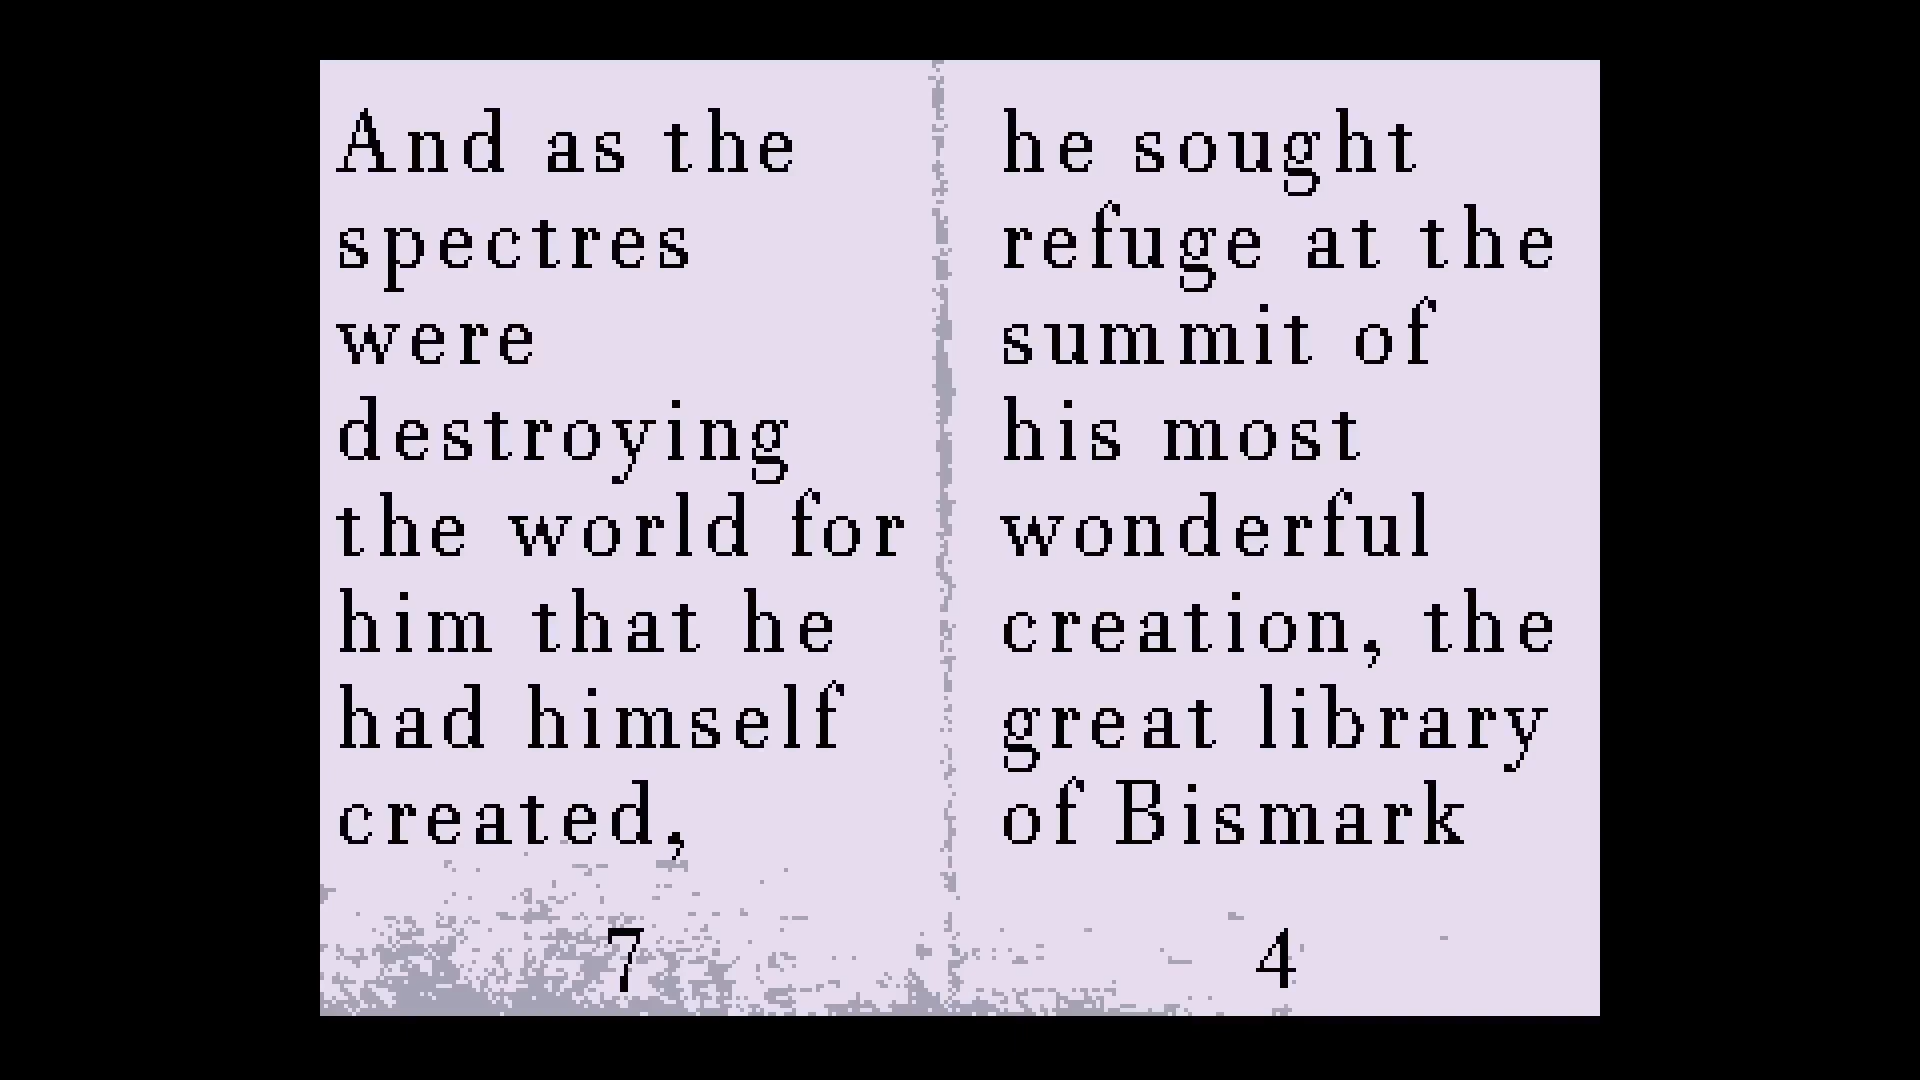 And as the
spectres
were
destroying
the world for
him that he
had himself
created,
7
he sought
refuge at the
summit of
his most
wonderful
creation, the
great library
of Bismark
4